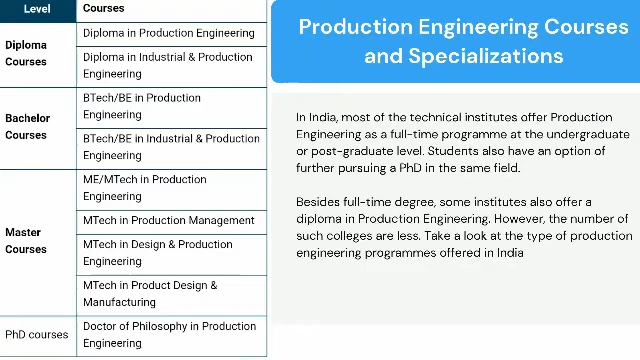 Level
Courses
Diploma
Courses
Diploma in Production Engineering
Diploma in Industrial & Production
Engineering
Bachelor
Courses
BTech/BE in Production
Engineering
BTech/BE in Industrial & Production
Engineering
Master
Courses
ME/MTech in Production
Engineering
MTech in Production Management
MTech in Design & Production
Engineering
MTech in Product Design &
Manufacturing
PhD courses
Doctor of Philosophy in Production
Engineering
Production Engineering Courses
and Specializations
In India, most of the technical institutes offer Production
Engineering as a full-time programme at the undergraduate
or post-graduate level. Students also have an option of
further pursuing a PhD in the same field.
Besides full-time degree, some institutes also offer a
diploma in Production Engineering. However, the number of
such colleges are less. Take a look at the type of production
engineering programmes offered in India